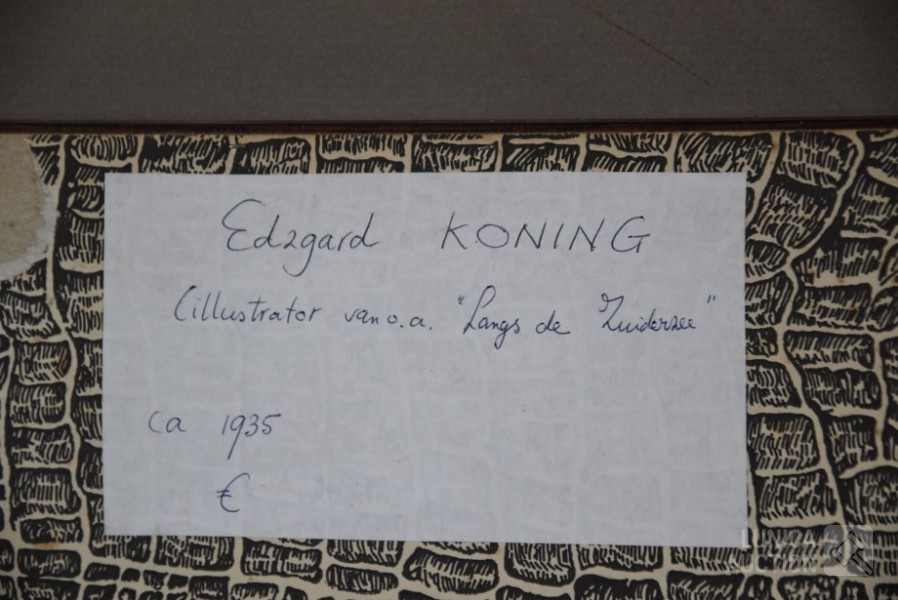 Edzgard KONING
(illustrator van o.a. "Langs de Zuiderzee"
ca 1935
€